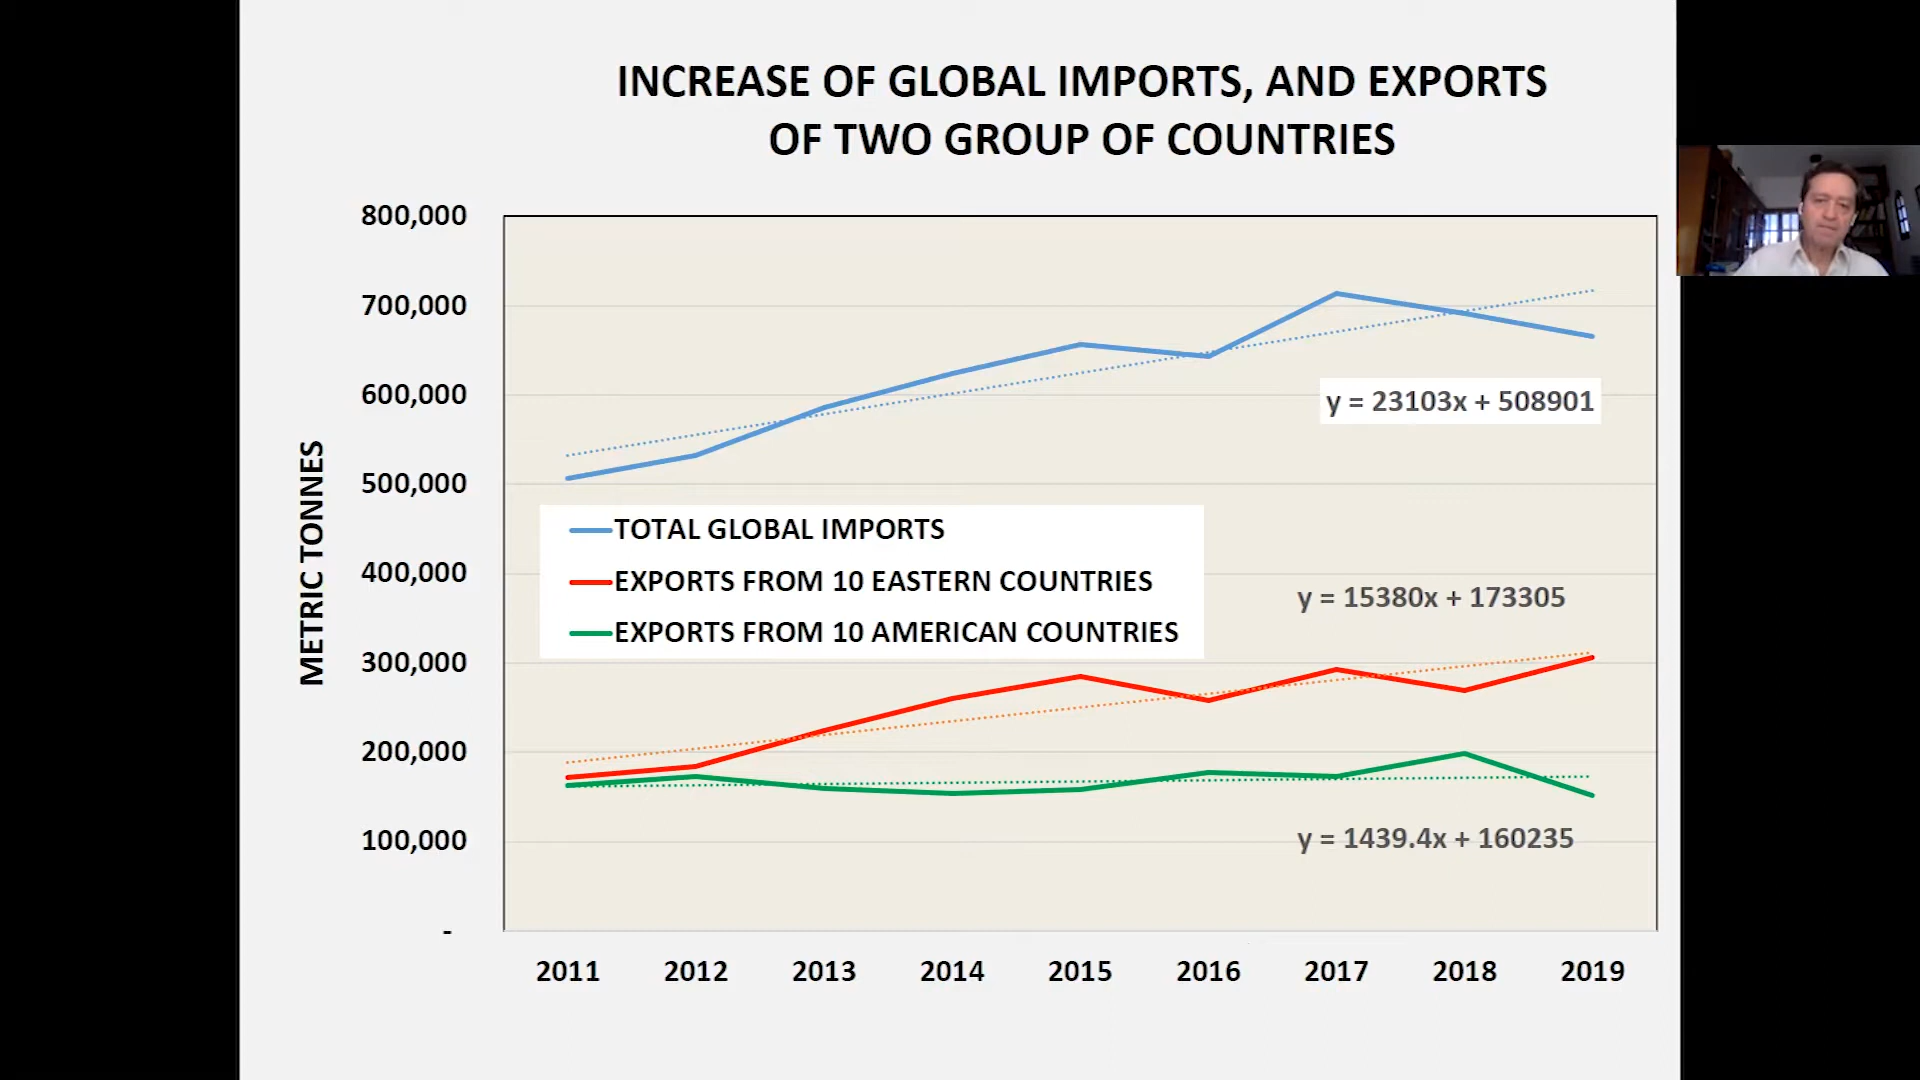 INCREASE OF GLOBAL IMPORTS, AND EXPORTS
OF TWO GROUP OF COUNTRIES
METRIC TONNES
800,000
700,000
600,000
500,000
400,000
300,000
200,000
100,000
-
y = 23103x + 508901
TOTAL GLOBAL IMPORTS
EXPORTS FROM 10 EASTERN COUNTRIES
EXPORTS FROM 10 AMERICAN COUNTRIES
y = 15380x + 173305
y = 1439.4x + 160235
2011 2012 2013 2014 2015 2016 2017 2018 2019